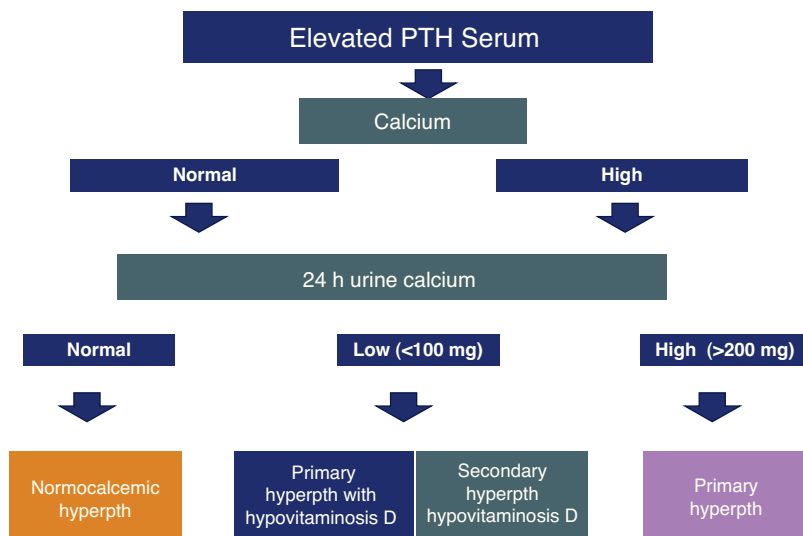 Elevated PTH Serum
Calcium
Normal
High
24 h urine calcium
Normal
Low (<100 mg)
High (>200 mg)
Normocalcemic
hyperpth
Primary
hyperpth with
hypovitaminosis D
Secondary
hyperpth
hypovitaminosis D
Primary
hyperpth